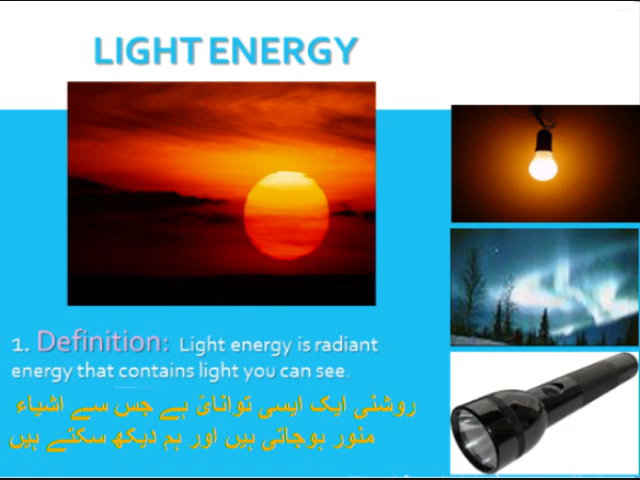 LIGHT ENERGY
1. Definition: Light energy is radiant
energy that contains light you can see.
روشنی ایک ایسی توانائ ہے جس سے اشیاء
منور ہوجاتی ہیں اور ہم دیکھ سکتے ہیں